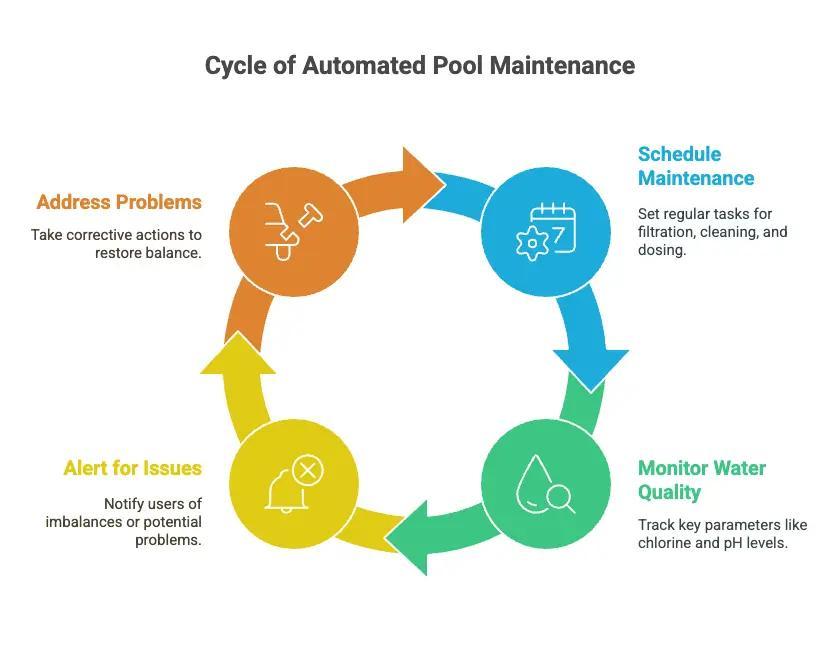 Cycle of Automated Pool Maintenance
Address Problems
Take corrective actions to
restore balance.
Schedule
Maintenance
Set regular tasks for
filtration, cleaning, and
dosing.
7
Alert for Issues
Notify users of
imbalances or potential
problems.
Monitor Water
Quality
Track key parameters like
chlorine and pH levels.